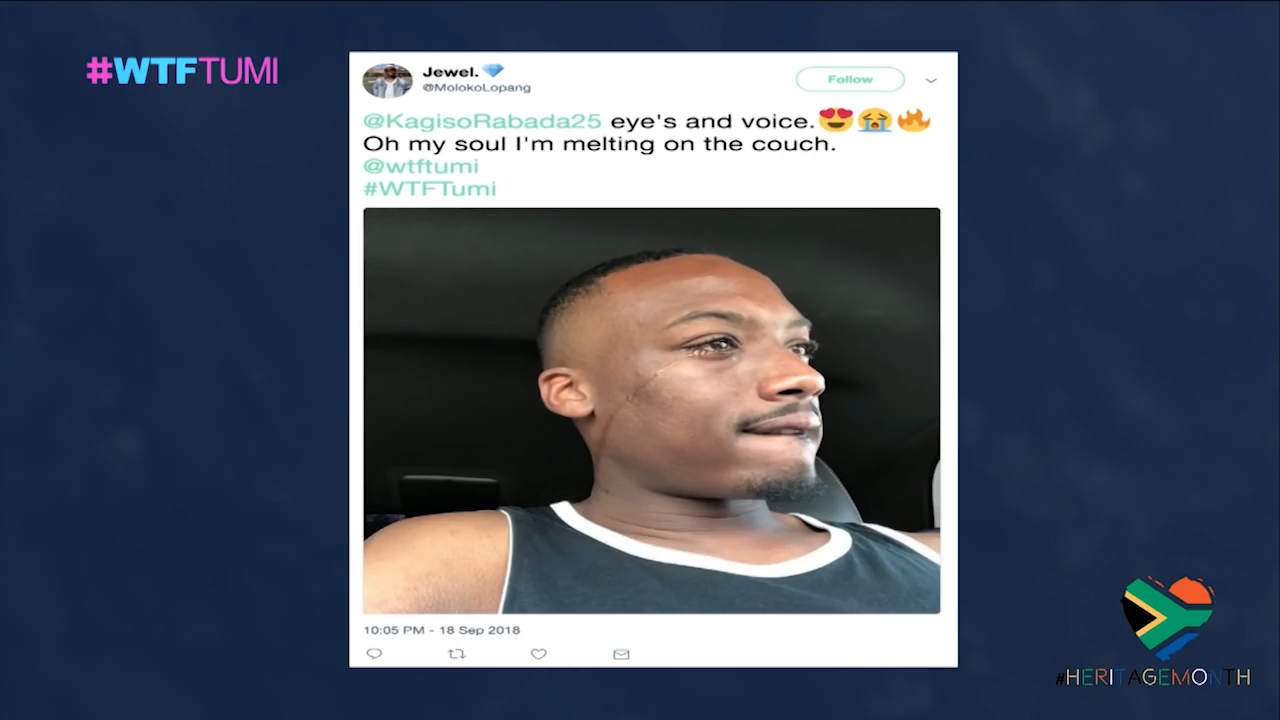 #WTFTUMI
Jewel. 💎
@MolokoLopang
Follow
@KagisoRabada25 eye's and voice.😍😭🔥
Oh my soul I'm melting on the couch.
@wtftumi
#WTFTumi
10:05 PM - 18 Sep 2018
#HERITAGEMONTH